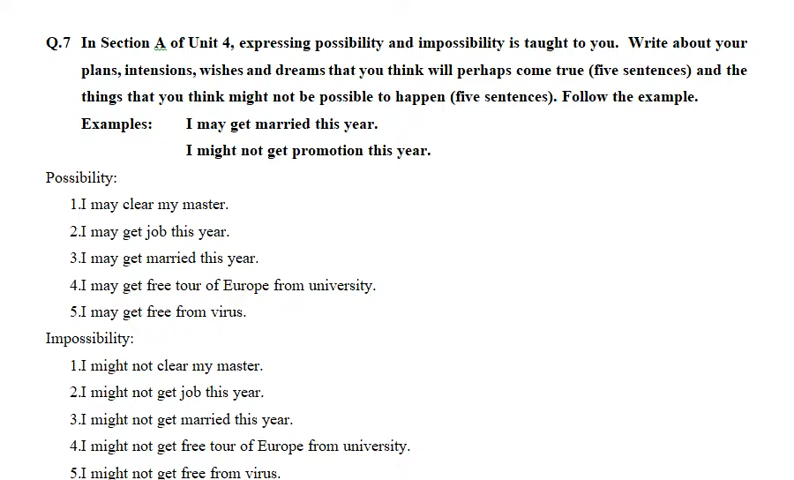 Q.7 In Section A of Unit 4, expressing possibility and impossibility is taught to you. Write about your
plans, intensions, wishes and dreams that you think will perhaps come true (five sentences) and the
things that you think might not be possible to happen (five sentences). Follow the example.
Examples: I may get married this year.
I might not get promotion this year.
Possibility:
1.I may clear my master.
2.I may get job this year.
3.I may get married this year.
4.I may get free tour of Europe from university.
5.I may get free from virus.
Impossibility:
1.I might not clear my master.
2.I might not get job this year.
3.I might not get married this year.
4.I might not get free tour of Europe from university.
5.I might not get free from virus.